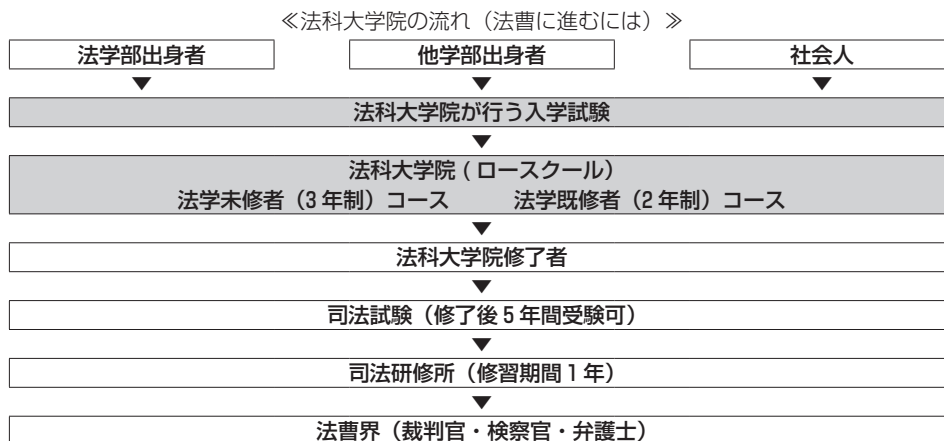 ≪法科大学院の流れ（法曹に進むには）≫
法学部出身者
他学部出身者
社会人
▼ ▼ ▼
法科大学院が行う入学試験
▼
法科大学院 ( ロースクール）
法学未修者（3 年制）コース 法学既修者（2 年制）コース
▼
法科大学院修了者
▼
司法試験（修了後 5 年間受験可）
▼
司法研修所（修習期間 1 年）
▼
法曹界（裁判官・検察官・弁護士）